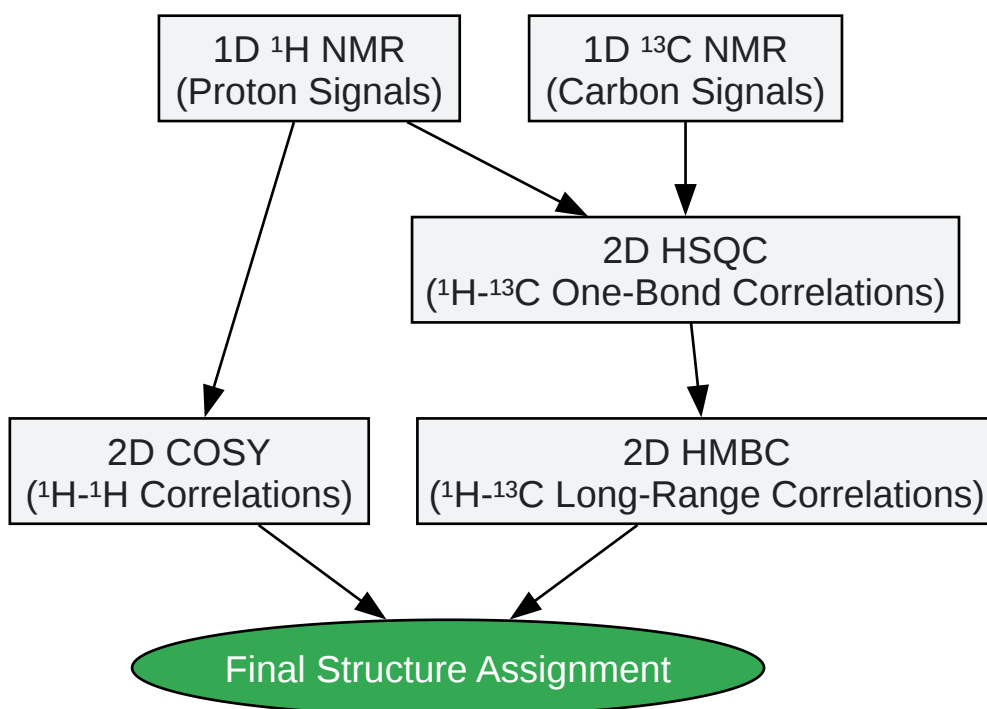 1D ¹H NMR
(Proton Signals)
1D ¹³C NMR
(Carbon Signals)
2D HSQC
(¹H-¹³C One-Bond Correlations)
2D COSY
(¹H-¹H Correlations)
2D HMBC
(¹H-¹³C Long-Range Correlations)
Final Structure Assignment